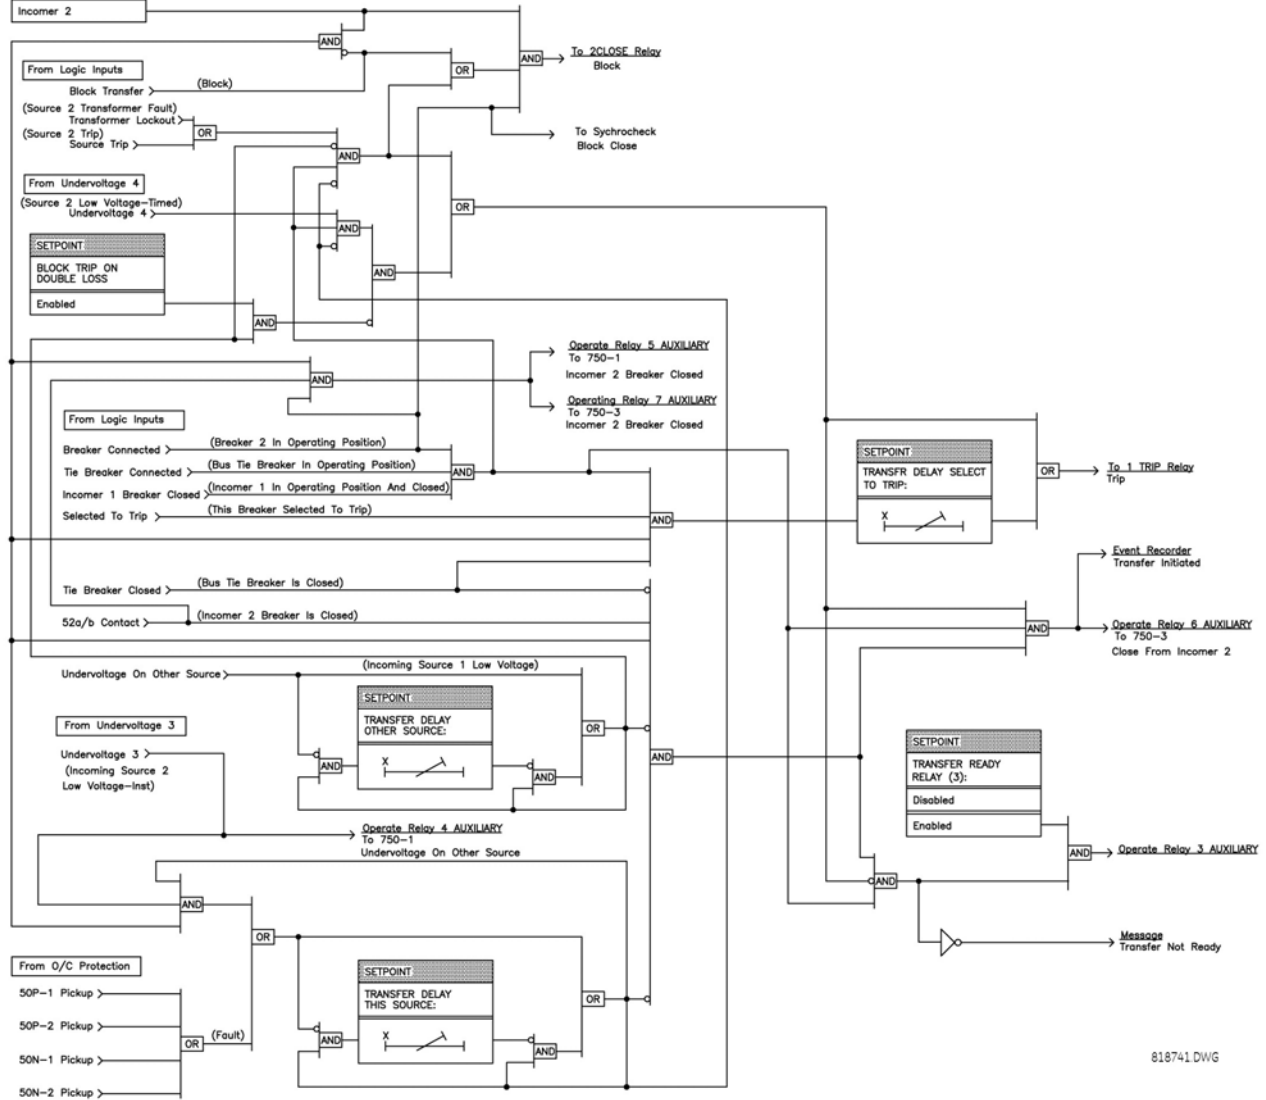 Incomer 2
AND
AND
To 2CLOSE Relay
Block
From Logic Inputs
OR
(Block)
Block Transfer
(Source 2 Transformer Fault)
Transformer Lockout
(Source 2 Trip)
OR
Source Trip
To Sychrocheck
Block Close
AND
From Undervoltage 4
(Source 2 Low Voltage-Timed)
Undervoltage 4
OR
AND
SETPOINT
BLOCK TRIP ON
DOUBLE LOSS
Enabled
AND
AND
Operate Relay 5 AUXILIARY
To 750-1
Incomer 2 Breaker Closed
AND
Operating Relay 7 AUXILIARY
To 750-3
Incomer 2 Breaker Closed
From Logic Inputs
Breaker Connected
(Breaker 2 In Operating Position)
Tie Breaker Connected
(Bus Tie Breaker In Operating Position)
AND
Incomer 1 Breaker Closed
(Incomer 1 In Operating Position And Closed)
Selected To Trip
(This Breaker Selected To Trip)
AND
SETPOINT
TRANSFR DELAY SELECT
TO TRIP:
X
OR
To 1 TRIP Relay
Trip
Event Recorder
Transfer Initiated
Tie Breaker Closed
(Bus Tie Breaker Is Closed)
52a/b Contact
(Incomer 2 Breaker Is Closed)
AND
Operate Relay 6 AUXILIARY
To 750-3
Close From Incomer 2
Undervoltage On Other Source
(Incoming Source 1 Low Voltage)
SETPOINT
TRANSFER DELAY
OTHER SOURCE:
X
From Undervoltage 3
OR
Undervoltage 3
(Incoming Source 2
Low Voltage-Inst)
AND
AND
AND
SETPOINT
TRANSFER READY
RELAY (3):
Disabled
Enabled
Operate Relay 4 AUXILIARY
To 750-1
Undervoltage On Other Source
AND
Operate Relay 3 AUXILIARY
AND
AND
OR
Message
Transfer Not Ready
From O/C Protection
SETPOINT
TRANSFER DELAY
THIS SOURCE:
X
50P-1 Pickup
50P-2 Pickup
OR
50N-1 Pickup
50N-2 Pickup
OR
(Fault)
AND
AND
818741.DWG